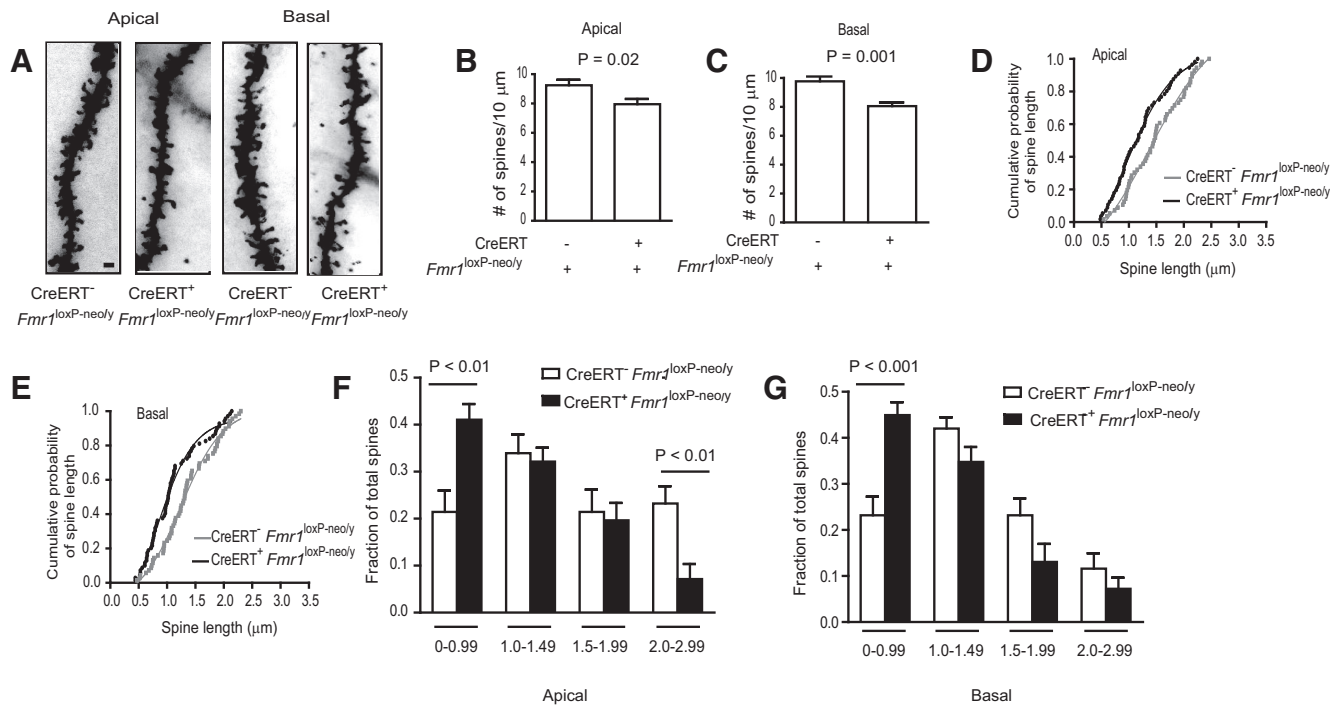 Apical
Basal
A
CreERT-
Fmr1loxP-neo/y
CreERT+
Fmr1loxP-neo/y
CreERT-
Fmr1loxP-neo/y
CreERT+
Fmr1loxP-neo/y
B
Apical
P = 0.02
# of spines/10 μm
10
8
6
4
2
0
CreERT - +
Fmr1loxP-neo/y + +
C
Basal
P = 0.001
# of spines/10 μm
10
8
6
4
2
0
CreERT - +
Fmr1loxP-neo/y + +
D
Apical
Cumulative probability
of spine length
1.0
0.8
0.6
0.4
0.2
0.0
CreERT- Fmr1loxP-neo/y
CreERT+ Fmr1loxP-neo/y
0.0 0.5 1.0 1.5 2.0 2.5 3.0 3.5
Spine length (μm)
E
Basal
Cumulative probability
of spine length
1.0
0.8
0.6
0.4
0.2
0.0
CreERT- Fmr1loxP-neo/y
CreERT+ Fmr1loxP-neo/y
0.0 0.5 1.0 1.5 2.0 2.5 3.0 3.5
Spine length (μm)
F
P < 0.01
CreERT- Fmr1loxP-neo/y
CreERT+ Fmr1loxP-neo/y
P < 0.01
Fraction of total spines
0.5
0.4
0.3
0.2
0.1
0.0
0-0.99 1.0-1.49 1.5-1.99 2.0-2.99
Apical
G
P < 0.001
CreERT- Fmr1loxP-neo/y
CreERT+ Fmr1loxP-neo/y
Fraction of total spines
0.5
0.4
0.3
0.2
0.1
0.0
0-0.99 1.0-1.49 1.5-1.99 2.0-2.99
Basal